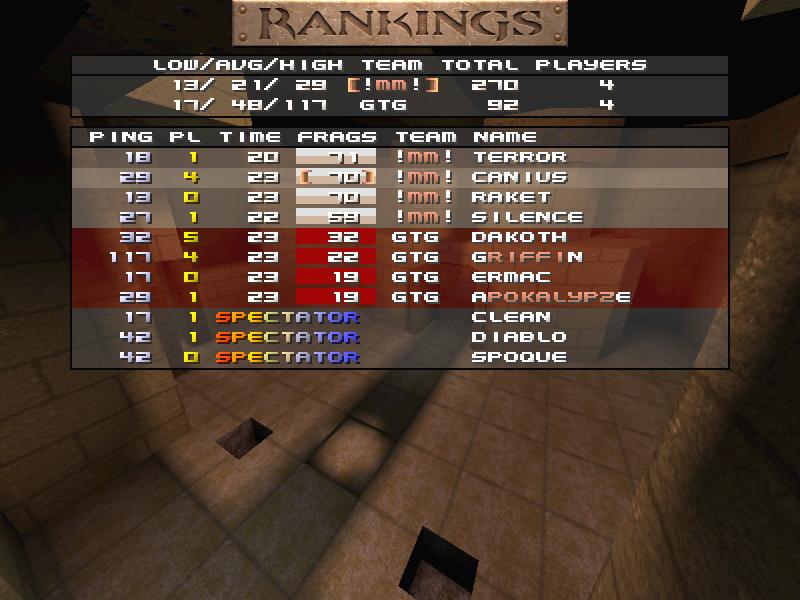 RANKINGS
LOW/AVG/HIGH TEAM TOTAL PLAYERS
13/ 21/ 29 [!mm!] 270 4
17/ 48/117 GTG 92 4
PING PL TIME FRAGS TEAM NAME
18 1 20 71 !mm! TERROR
29 4 23 [ 70] !mm! CANIUS
13 0 23 70 !mm! RAKET
27 1 22 59 !mm! SILENCE
32 5 23 32 GTG DAKOTH
117 4 23 22 GTG GRIFFIN
17 0 23 19 GTG ERMAC
29 1 23 19 GTG APOKALYPZE
17 1 SPECTATOR CLEAN
42 1 SPECTATOR DIABLO
42 0 SPECTATOR SPOQUE